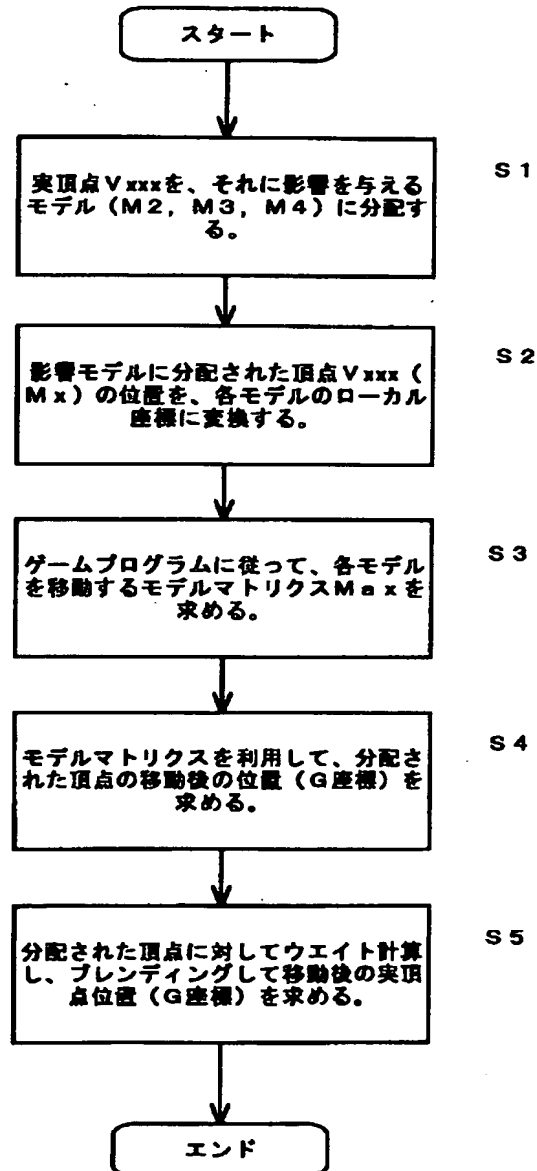 スタート
実頂点Vxxxを、それに影響を与える
モデル(M2, M3, M4)に分配す
る。
S1
影響モデルに分配された頂点Vxxx(
Mx)の位置を、各モデルのローカル
座標に変換する。
S2
ゲームプログラムに従って、各モデル
を移動するモデルマトリクスMaxを
求める。
S3
モデルマトリクスを利用して、分配さ
れた頂点の移動後の位置(G座標)を
求める。
S4
分配された頂点に対してウエイト計算
し、ブレンディングして移動後の実頂
点位置(G座標)を求める。
S5
エンド